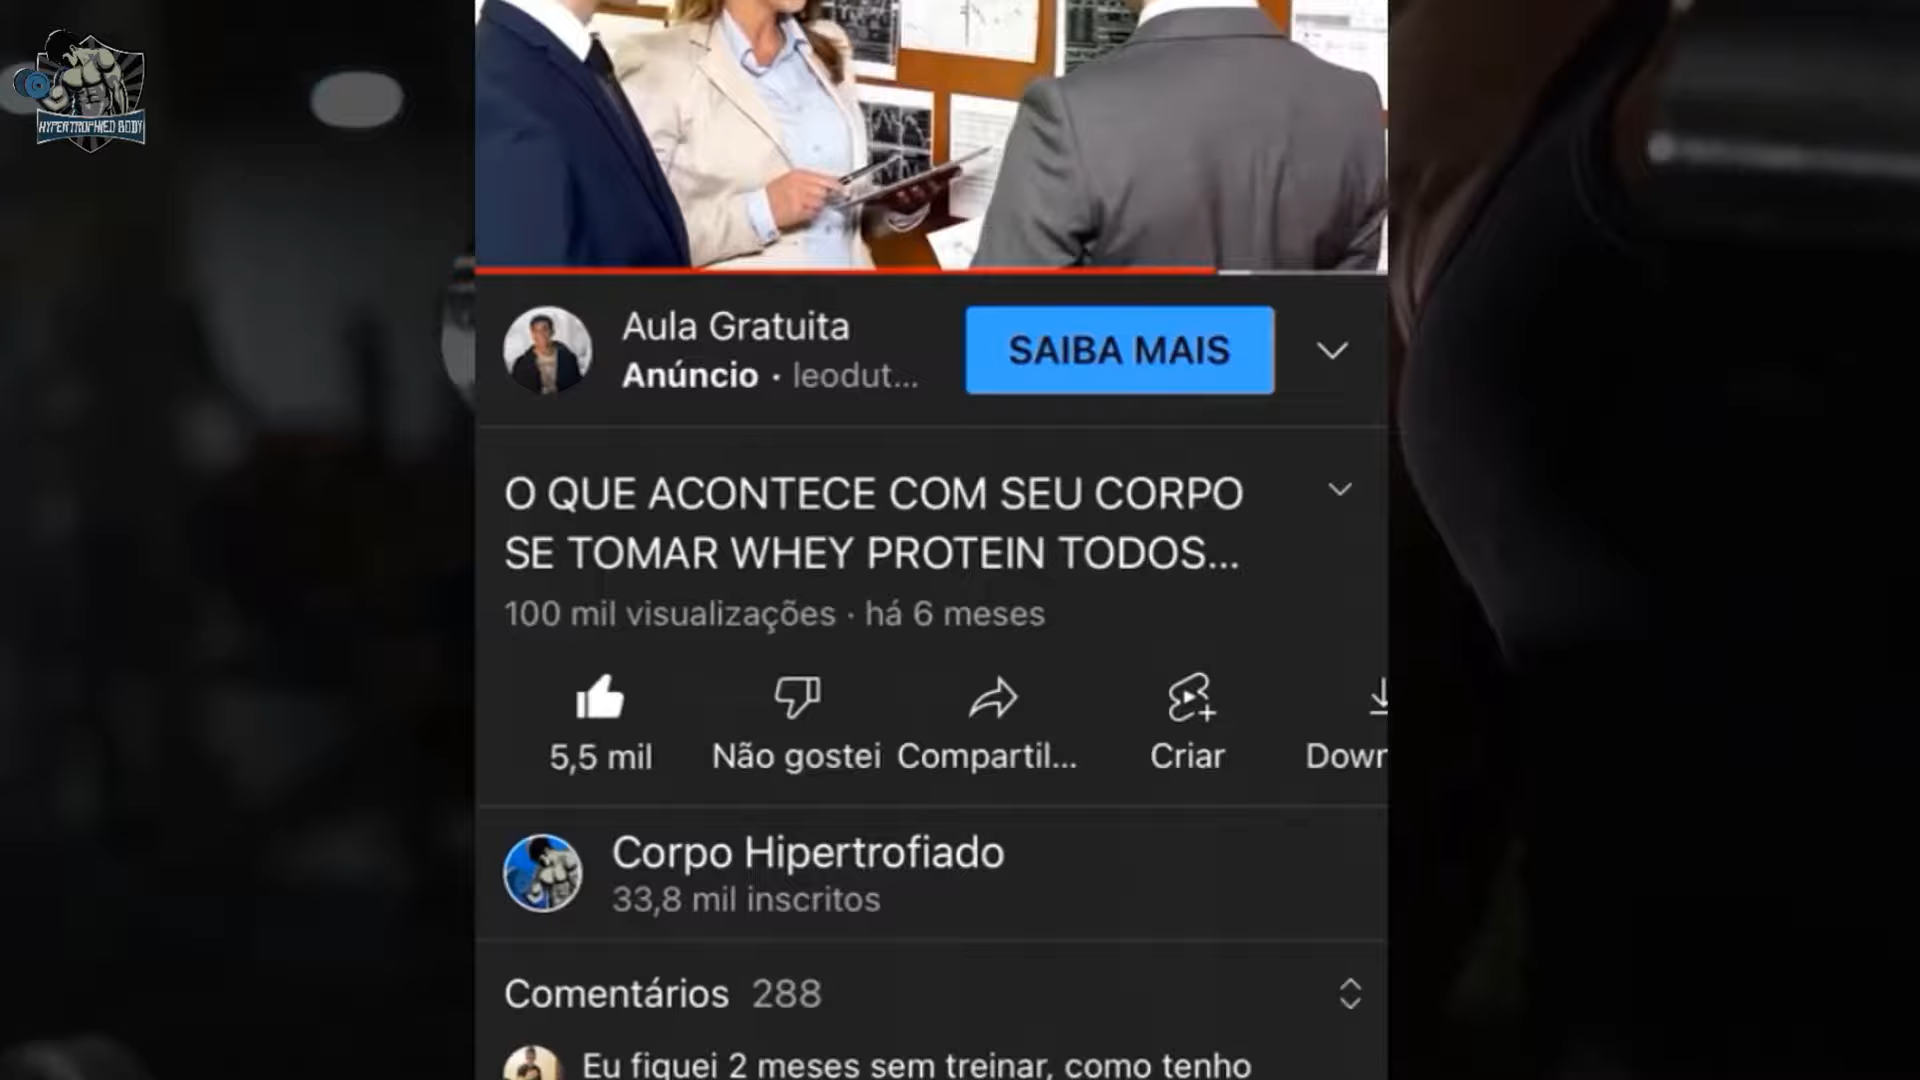 HYPERTROPHIED BODY
Aula Gratuita
Anúncio · leodut...
SAIBA MAIS
O QUE ACONTECE COM SEU CORPO
SE TOMAR WHEY PROTEIN TODOS...
100 mil visualizações · há 6 meses
5,5 mil
Não gostei
Compartil...
Criar
Down
Corpo Hipertrofiado
33,8 mil inscritos
Comentários 288
Eu fiquei 2 meses sem treinar, como tenho